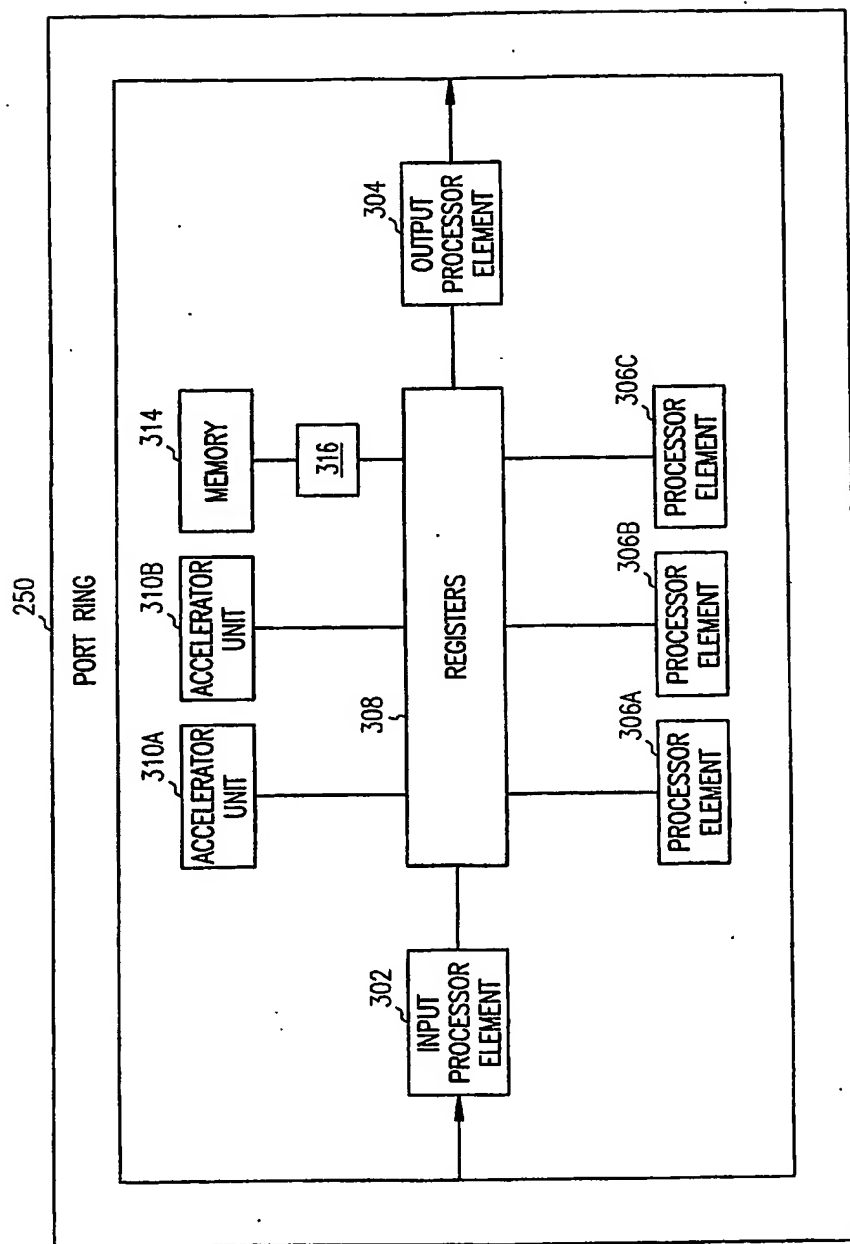 250
PORT RING
310A
ACCELERATOR
UNIT
310B
ACCELERATOR
UNIT
314
MEMORY
316
302
INPUT
PROCESSOR
ELEMENT
308
REGISTERS
304
OUTPUT
PROCESSOR
ELEMENT
306A
PROCESSOR
ELEMENT
306B
PROCESSOR
ELEMENT
306C
PROCESSOR
ELEMENT